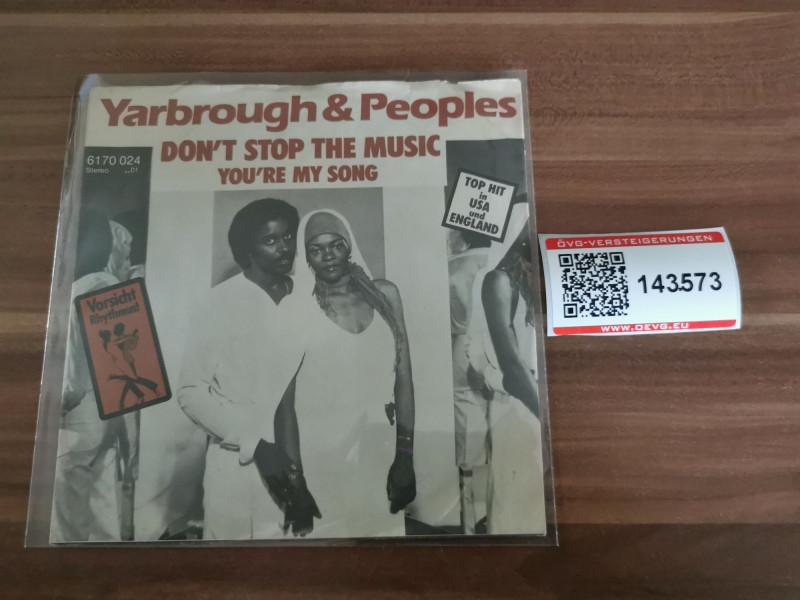 Yarbrough & Peoples
DON'T STOP THE MUSIC
YOU'RE MY SONG
6170 024
Stereo ..01
TOP HIT
in
USA
und
ENGLAND
Vorsicht
Rhythmus!
ÖVG-VERSTEIGERUNGEN
143573
WWW.OEVG.EU